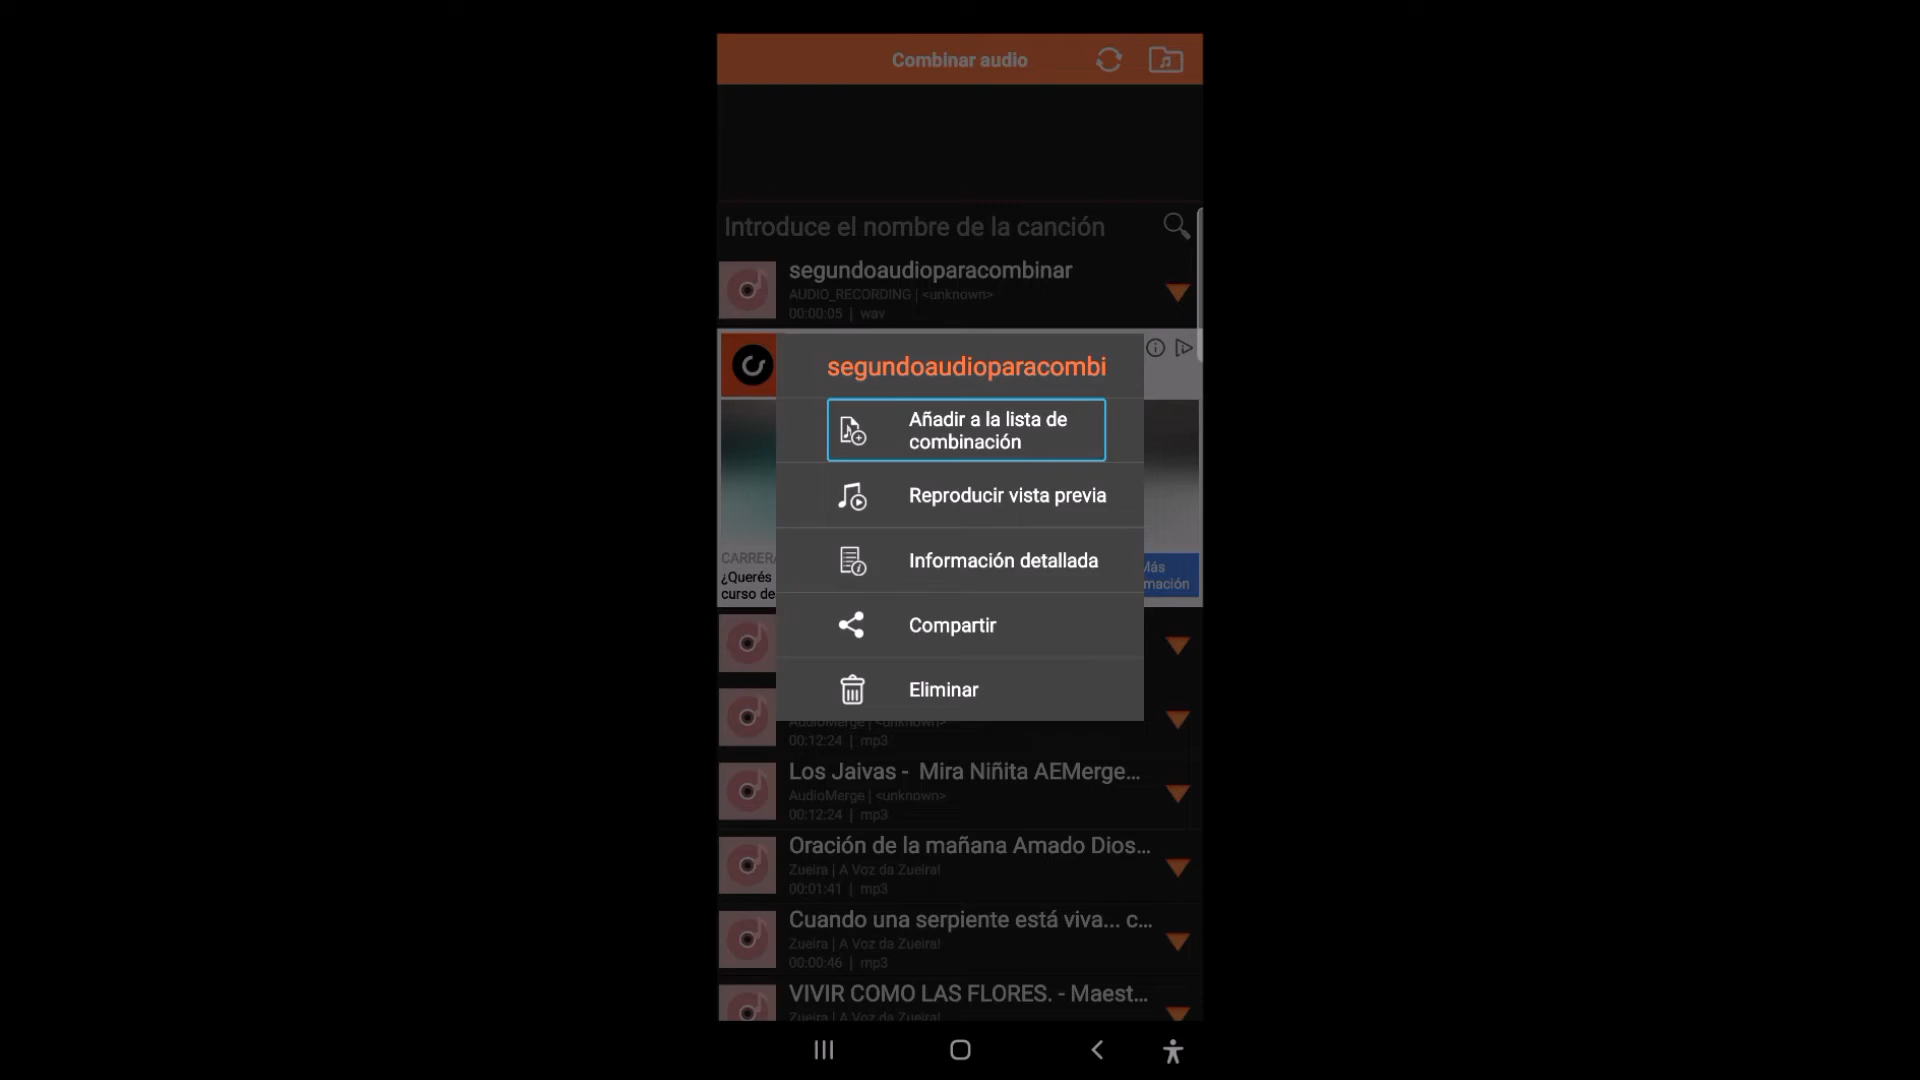 Combinar audio
Introduce el nombre de la canción
segundoaudioparacombinar
AUDIO_RECORDING | <unknown>
00:00:05 | wav
segundoaudioparacombi
Añadir a la lista de
combinación
Reproducir vista previa
Información detallada
Compartir
Eliminar
CARRERA
¿Querés
curso de
Más
mación
AudioMerge | <unknown>
00:12:24 | mp3
Los Jaivas - Mira Niñita AEMerge...
AudioMerge | <unknown>
00:12:24 | mp3
Oración de la mañana Amado Dios...
Zueira | A Voz da Zueira!
00:01:41 | mp3
Cuando una serpiente está viva... c...
Zueira | A Voz da Zueira!
00:00:46 | mp3
VIVIR COMO LAS FLORES. - Maest...
Zueira | A Voz da Zueira!